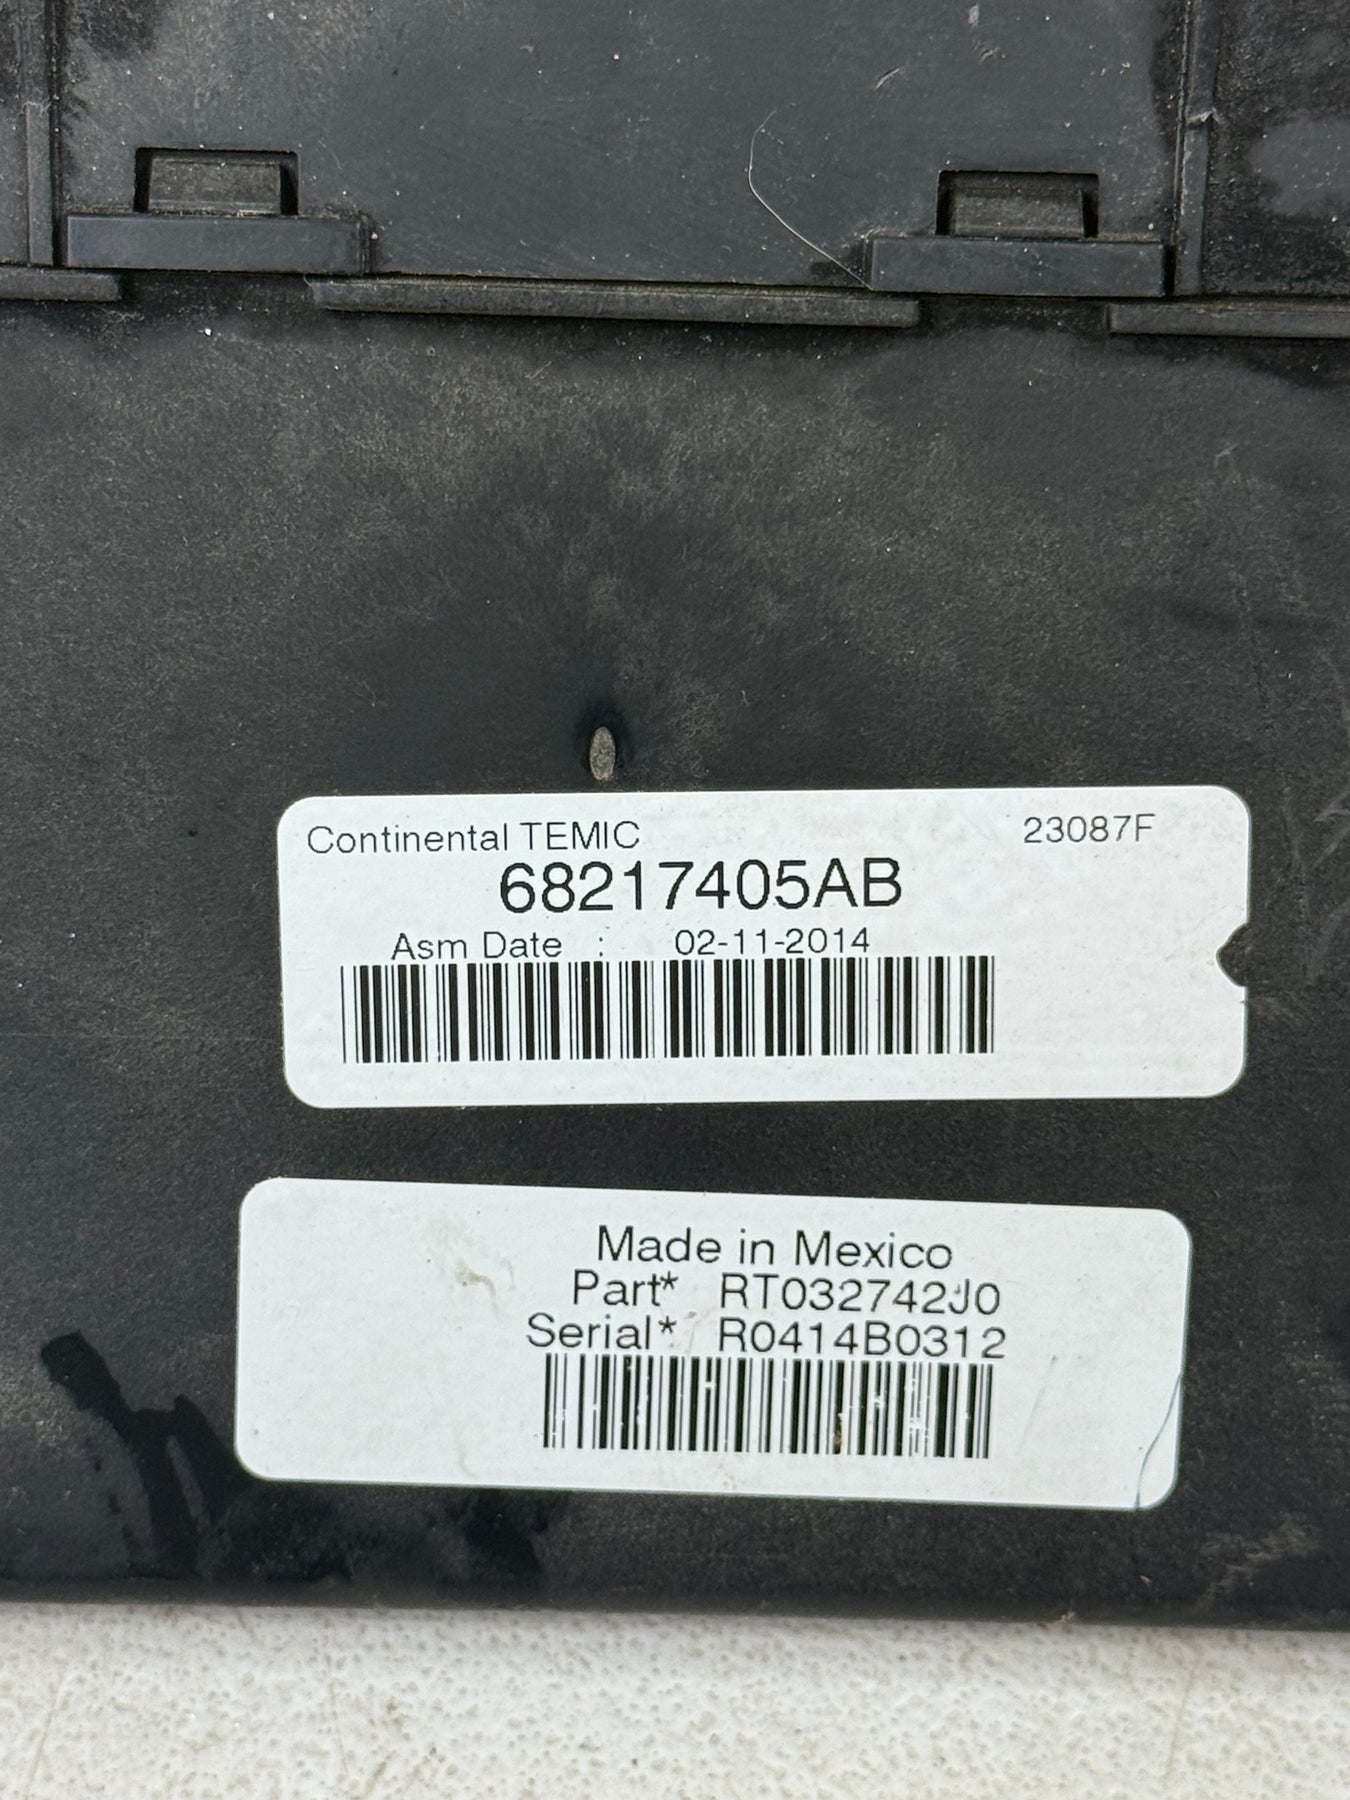 Continental TEMIC 23087F
68217405AB
Asm Date : 02-11-2014
Made in Mexico
Part* RT032742J0
Serial* R0414B0312